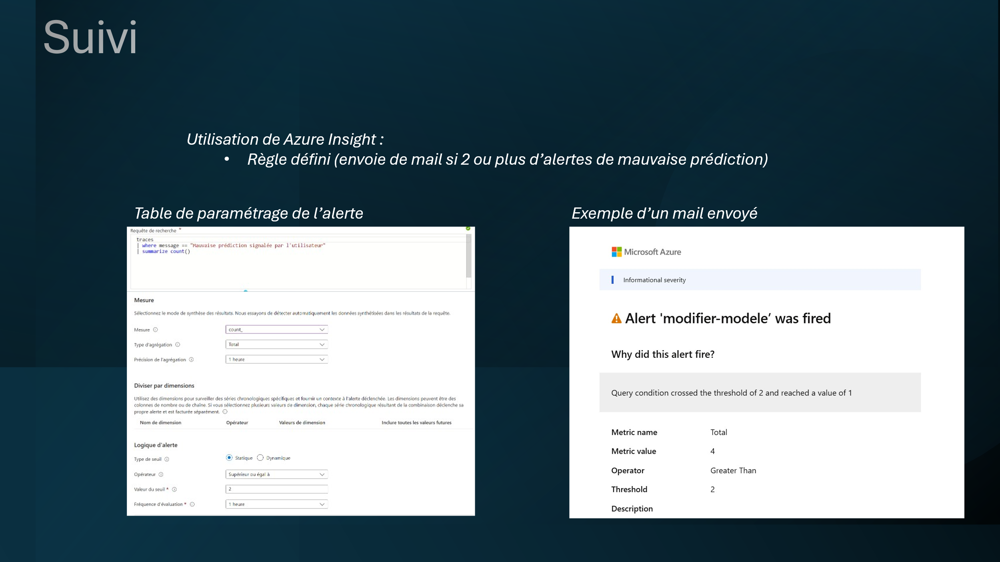 Suivi
Utilisation de Azure Insight :
• Règle défini (envoie de mail si 2 ou plus d’alertes de mauvaise prédiction)
Table de paramétrage de l’alerte
Requête de recherche *
traces
| where message == "Mauvaise prédiction signalée par l'utilisateur"
| summarize count()
Mesure
Sélectionnez le mode de synthèse des résultats. Nous essayons de détecter automatiquement les données synthétisées dans les résultats de la requête.
Mesure count_
Type d'agrégation Total
Précision de l'agrégation 1 heure
Diviser par dimensions
Utilisez des dimensions pour surveiller des séries chronologiques spécifiques et fournir un contexte à l'alerte déclenchée. Les dimensions peuvent être des
colonnes de nombre ou de chaîne. Si vous sélectionnez plusieurs valeurs de dimension, chaque série chronologique résultant de la combinaison déclenche sa
propre alerte et est facturée séparément.
Nom de dimension Opérateur Valeurs de dimension Inclure toutes les valeurs futures
Logique d'alerte
Type de seuil Statique Dynamique
Opérateur Supérieur ou égal à
Valeur du seuil * 2
Fréquence d'évaluation * 1 heure
Exemple d’un mail envoyé
Microsoft Azure
Informational severity
Alert 'modifier-modele’ was fired
Why did this alert fire?
Query condition crossed the threshold of 2 and reached a value of 1
Metric name Total
Metric value 4
Operator Greater Than
Threshold 2
Description